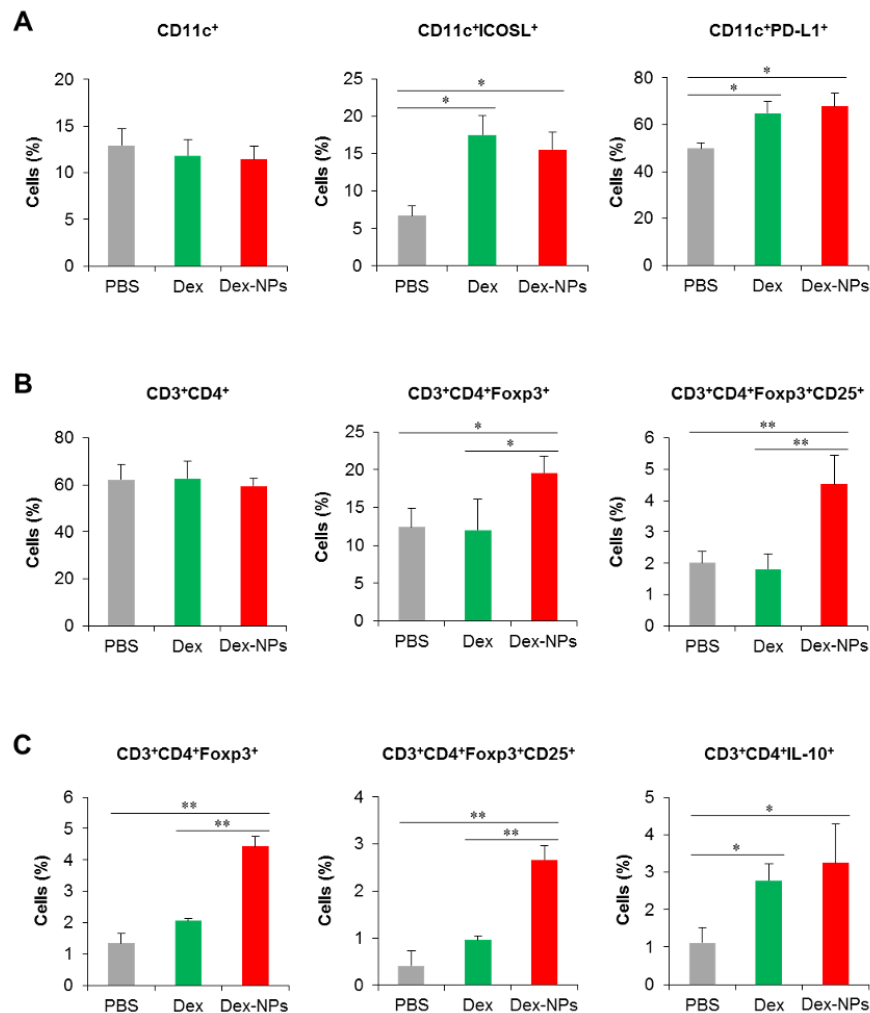 A
CD11c⁺
CD11c⁺ICOSL⁺
CD11c⁺PD-L1⁺
Cells (%)
20
15
10
5
0
PBS Dex Dex-NPs
Cells (%)
25
20
15
10
5
0
* *
PBS Dex Dex-NPs
Cells (%)
80
60
40
20
0
* *
PBS Dex Dex-NPs
B
CD3⁺CD4⁺
CD3⁺CD4⁺Foxp3⁺
CD3⁺CD4⁺Foxp3⁺CD25⁺
Cells (%)
80
60
40
20
0
PBS Dex Dex-NPs
Cells (%)
25
20
15
10
5
0
*
*
PBS Dex Dex-NPs
Cells (%)
6
5
4
3
2
1
0
**
**
PBS Dex Dex-NPs
C
CD3⁺CD4⁺Foxp3⁺
CD3⁺CD4⁺Foxp3⁺CD25⁺
CD3⁺CD4⁺IL-10⁺
Cells (%)
6
5
4
3
2
1
0
**
**
PBS Dex Dex-NPs
Cells (%)
4
3
2
1
0
**
**
PBS Dex Dex-NPs
Cells (%)
5
4
3
2
1
0
*
*
PBS Dex Dex-NPs